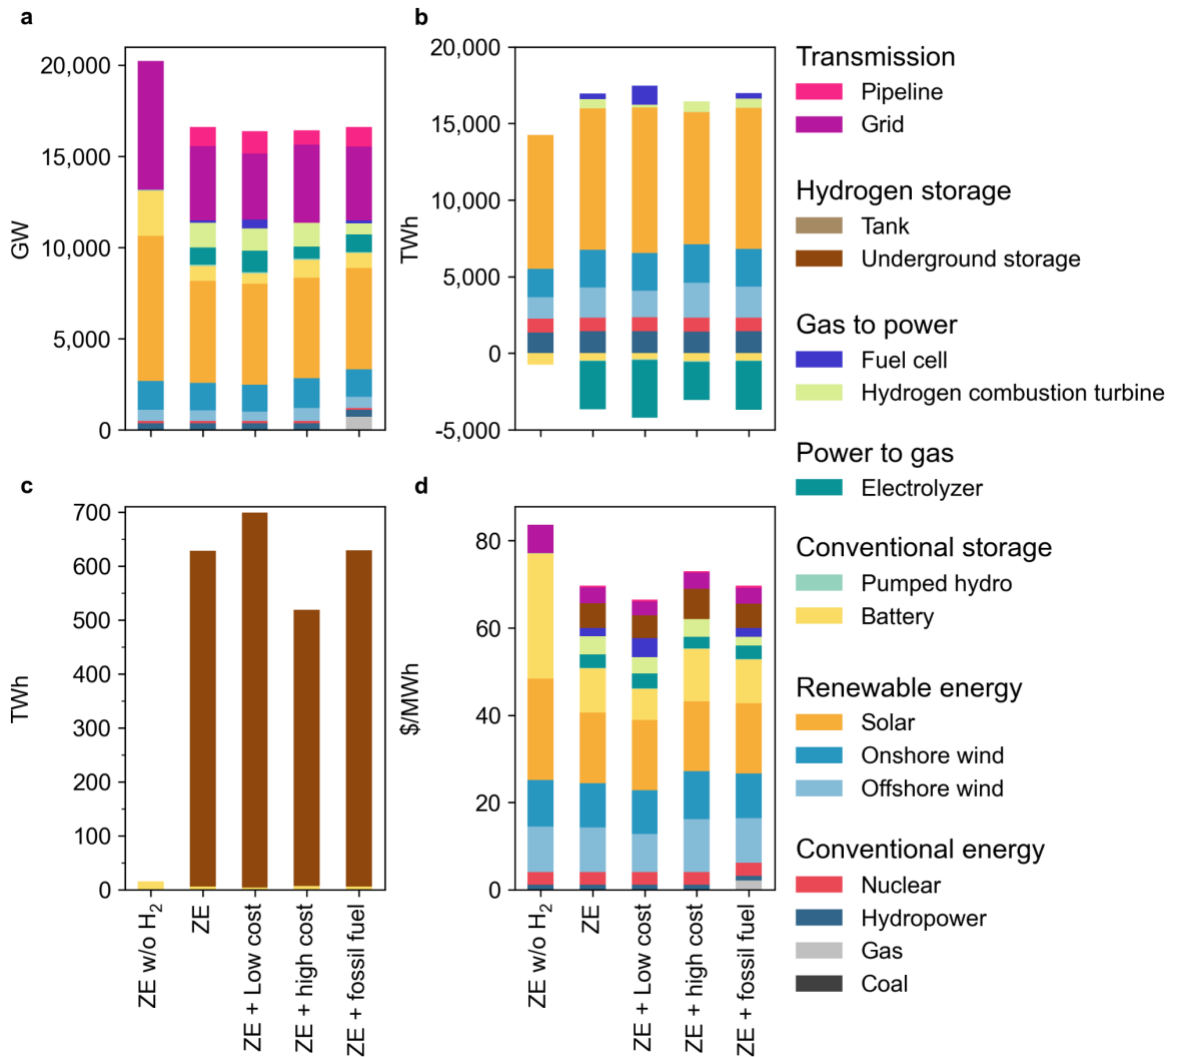 a
20,000
15,000
10,000
5,000
0
GW
b
20,000
15,000
10,000
5,000
0
-5,000
TWh
c
700
600
500
400
300
200
100
0
TWh
ZE w/o H₂
ZE
ZE + Low cost
ZE + high cost
ZE + fossil fuel
d
80
60
40
20
0
$/MWh
ZE w/o H₂
ZE
ZE + Low cost
ZE + high cost
ZE + fossil fuel
Transmission
Pipeline
Grid
Hydrogen storage
Tank
Underground storage
Gas to power
Fuel cell
Hydrogen combustion turbine
Power to gas
Electrolyzer
Conventional storage
Pumped hydro
Battery
Renewable energy
Solar
Onshore wind
Offshore wind
Conventional energy
Nuclear
Hydropower
Gas
Coal